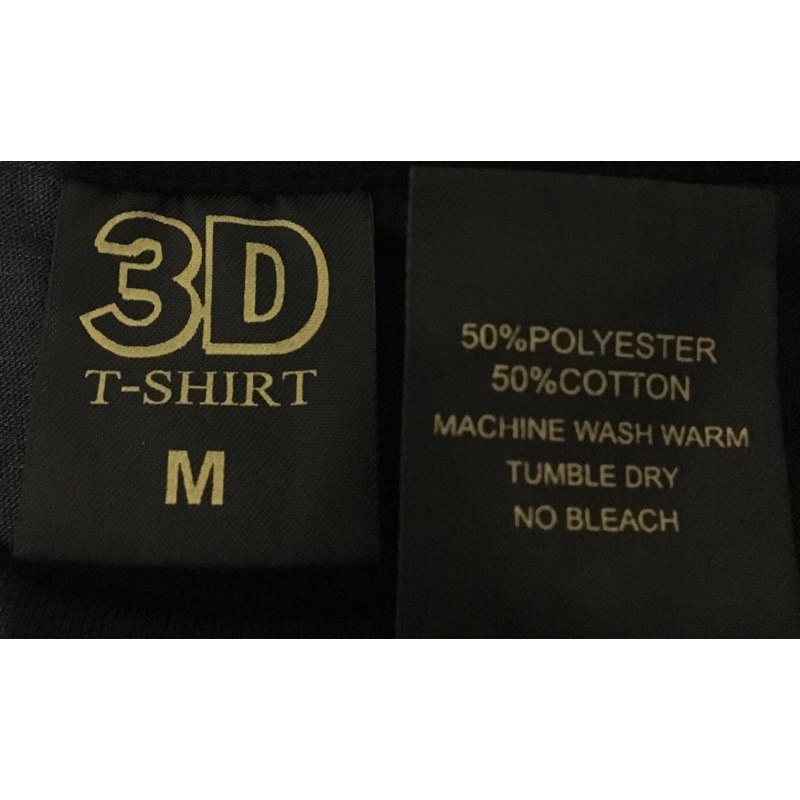 3D
T-SHIRT
M
50%POLYESTER
50%COTTON
MACHINE WASH WARM
TUMBLE DRY
NO BLEACH